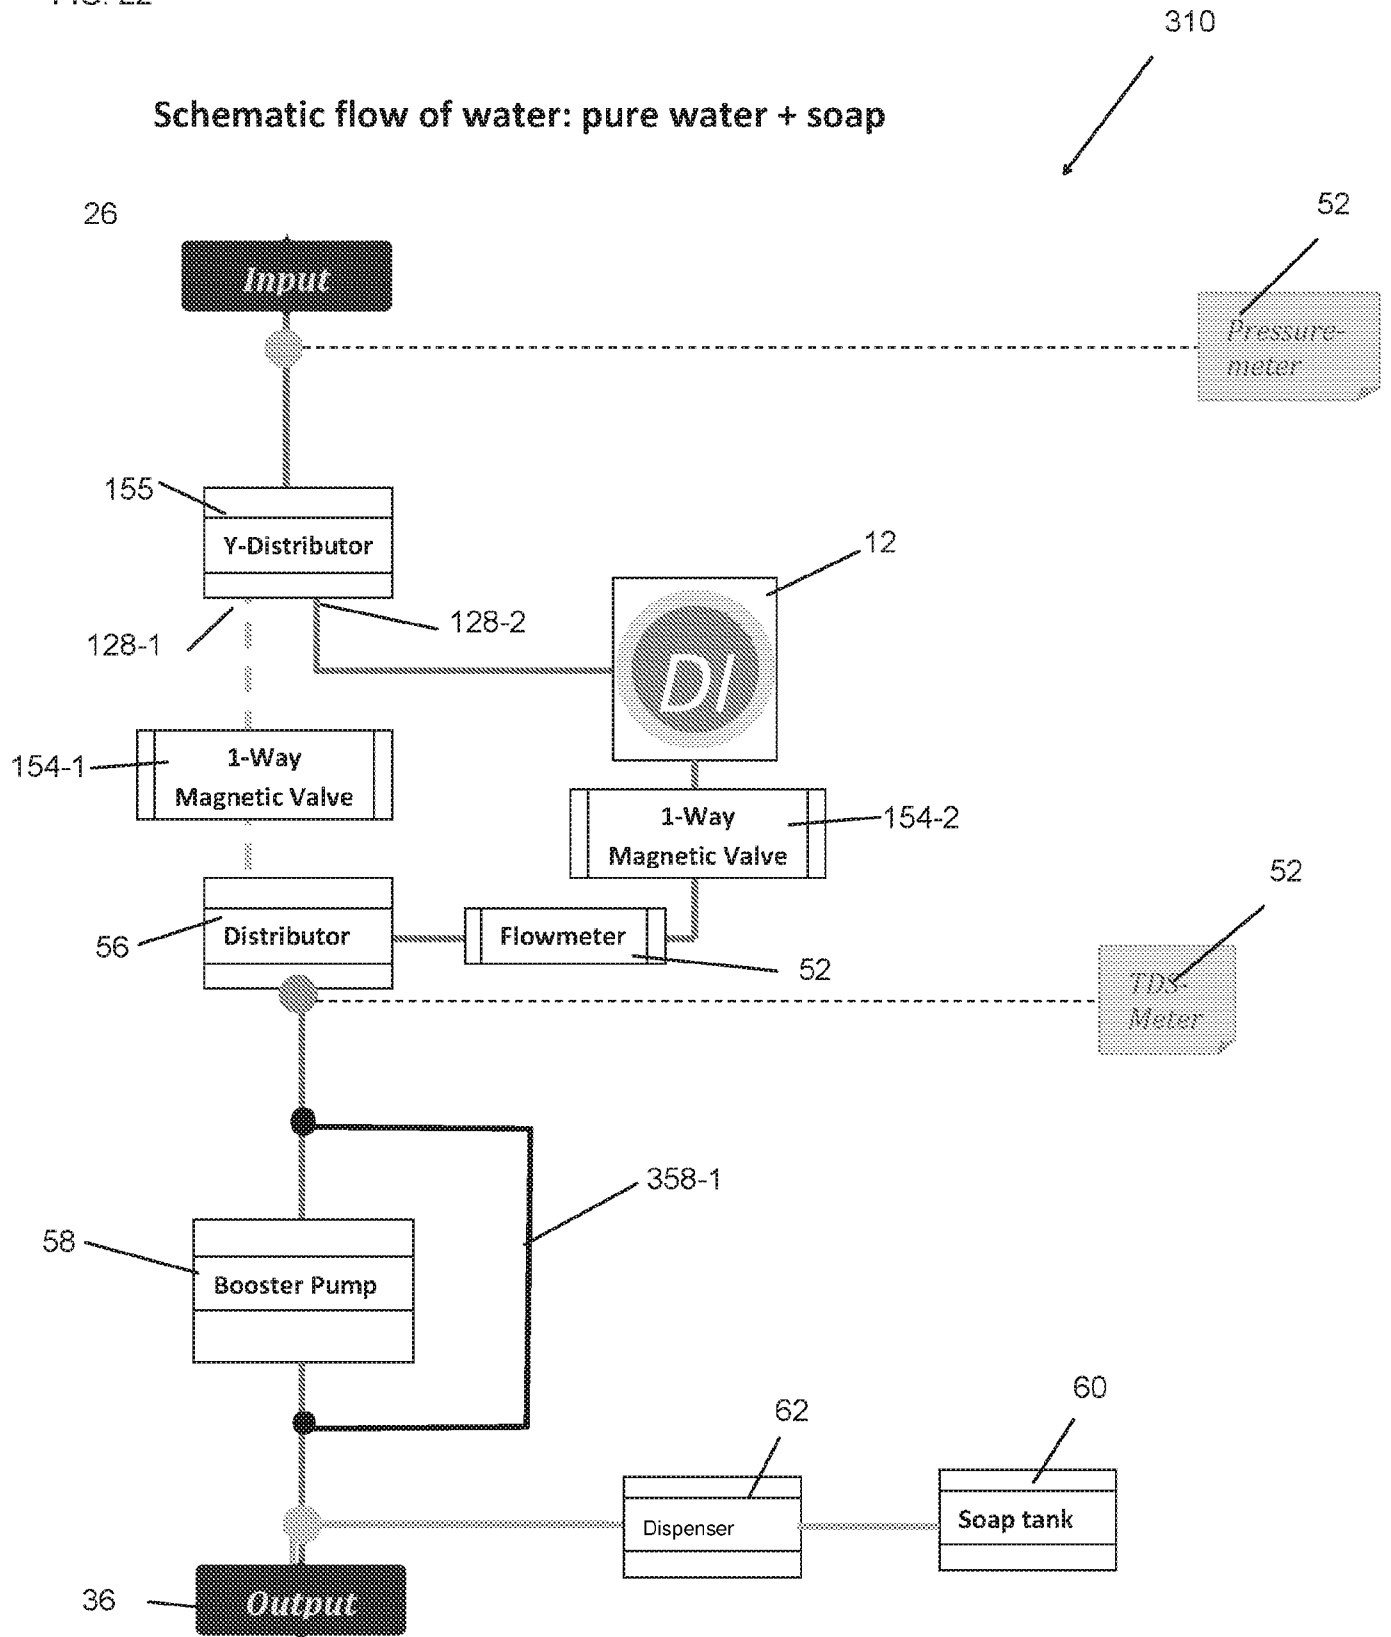 FIG. 22
310
Schematic flow of water: pure water + soap
26
52
Input
Pressure-
meter
155
Y-Distributor
12
128-1
128-2
DI
154-1
1-Way
Magnetic Valve
1-Way
Magnetic Valve
154-2
52
56
Distributor
Flowmeter
52
TDS-
Meter
358-1
58
Booster Pump
60
62
Dispenser
Soap tank
36
Output